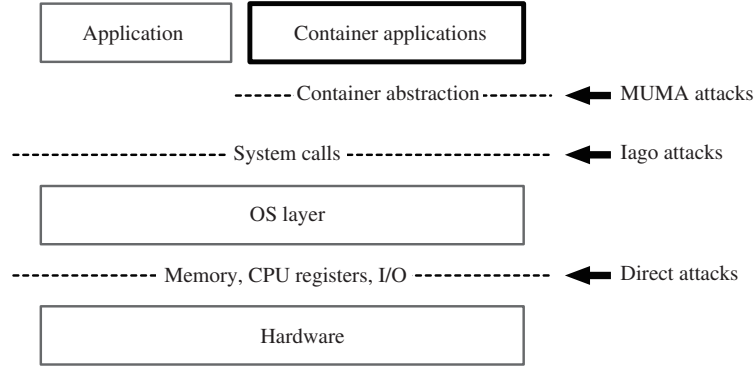 Application
Container applications
Container abstraction
MUMA attacks
System calls
Iago attacks
OS layer
Memory, CPU registers, I/O
Direct attacks
Hardware